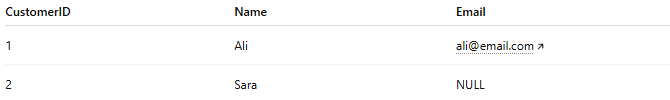 CustomerID Name Email
1 Ali ali@email.com ↗
2 Sara NULL